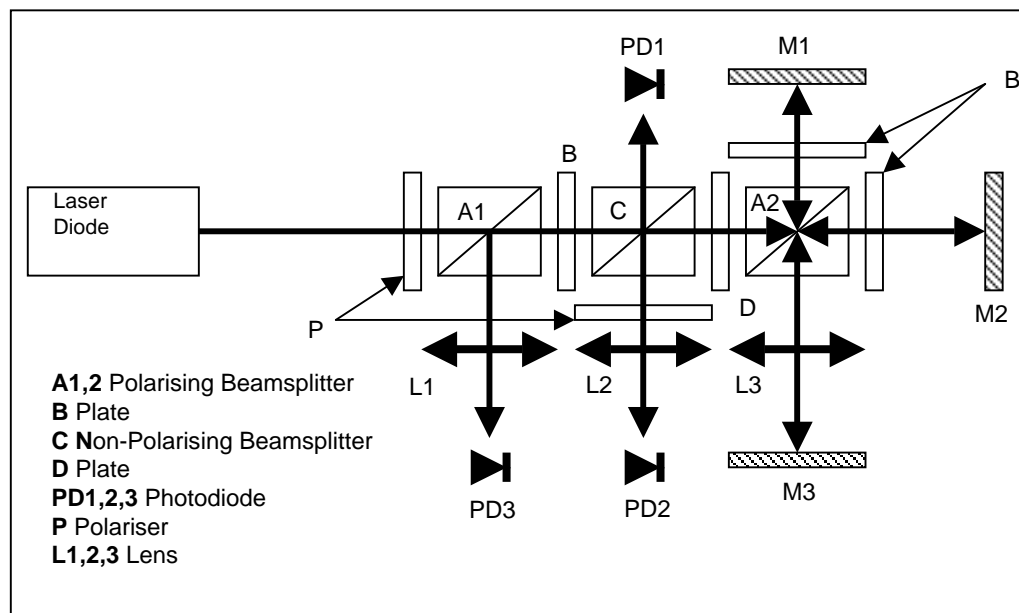 PD1
M1
B
Laser
Diode
A1
B
C
A2
P
D
M2
L1
L2
L3
A1,2 Polarising Beamsplitter
B Plate
C Non-Polarising Beamsplitter
D Plate
PD1,2,3 Photodiode
P Polariser
L1,2,3 Lens
PD3
PD2
M3